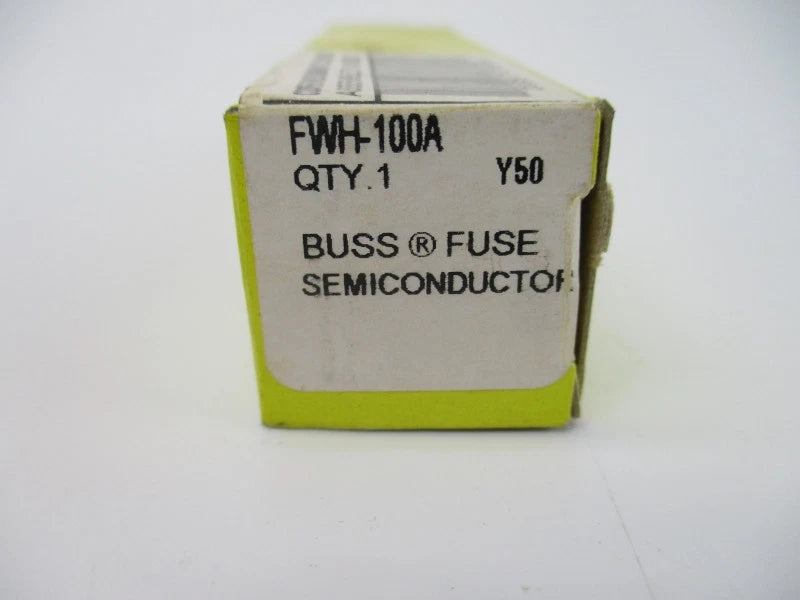 FWH-100A
QTY.1 Y50
BUSS ® FUSE
SEMICONDUCTOR